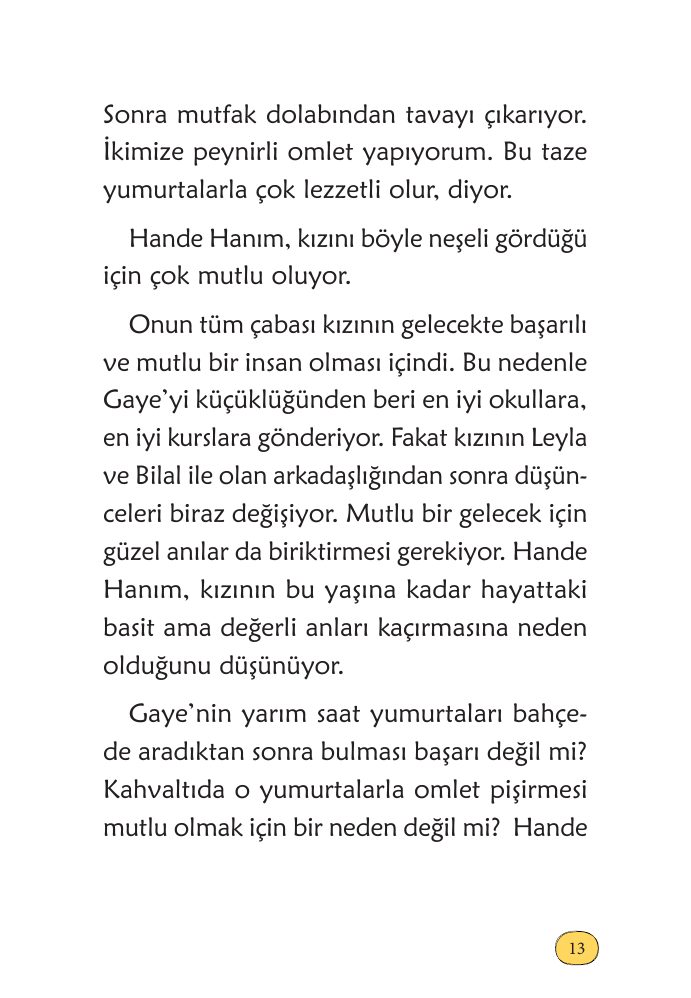 Sonra mutfak dolabından tavayı çıkarıyor.
İkimize peynirli omlet yapıyorum. Bu taze
yumurtalarla çok lezzetli olur, diyor.
Hande Hanım, kızını böyle neşeli gördüğü
için çok mutlu oluyor.
Onun tüm çabası kızının gelecekte başarılı
ve mutlu bir insan olması içindi. Bu nedenle
Gaye’yi küçüklüğünden beri en iyi okullara,
en iyi kurslara gönderiyor. Fakat kızının Leyla
ve Bilal ile olan arkadaşlığından sonra düşün-
celeri biraz değişiyor. Mutlu bir gelecek için
güzel anılar da biriktirmesi gerekiyor. Hande
Hanım, kızının bu yaşına kadar hayattaki
basit ama değerli anları kaçırmasına neden
olduğunu düşünüyor.
Gaye’nin yarım saat yumurtaları bahçe-
de aradıktan sonra bulması başarı değil mi?
Kahvaltıda o yumurtalarla omlet pişirmesi
mutlu olmak için bir neden değil mi?  Hande
13